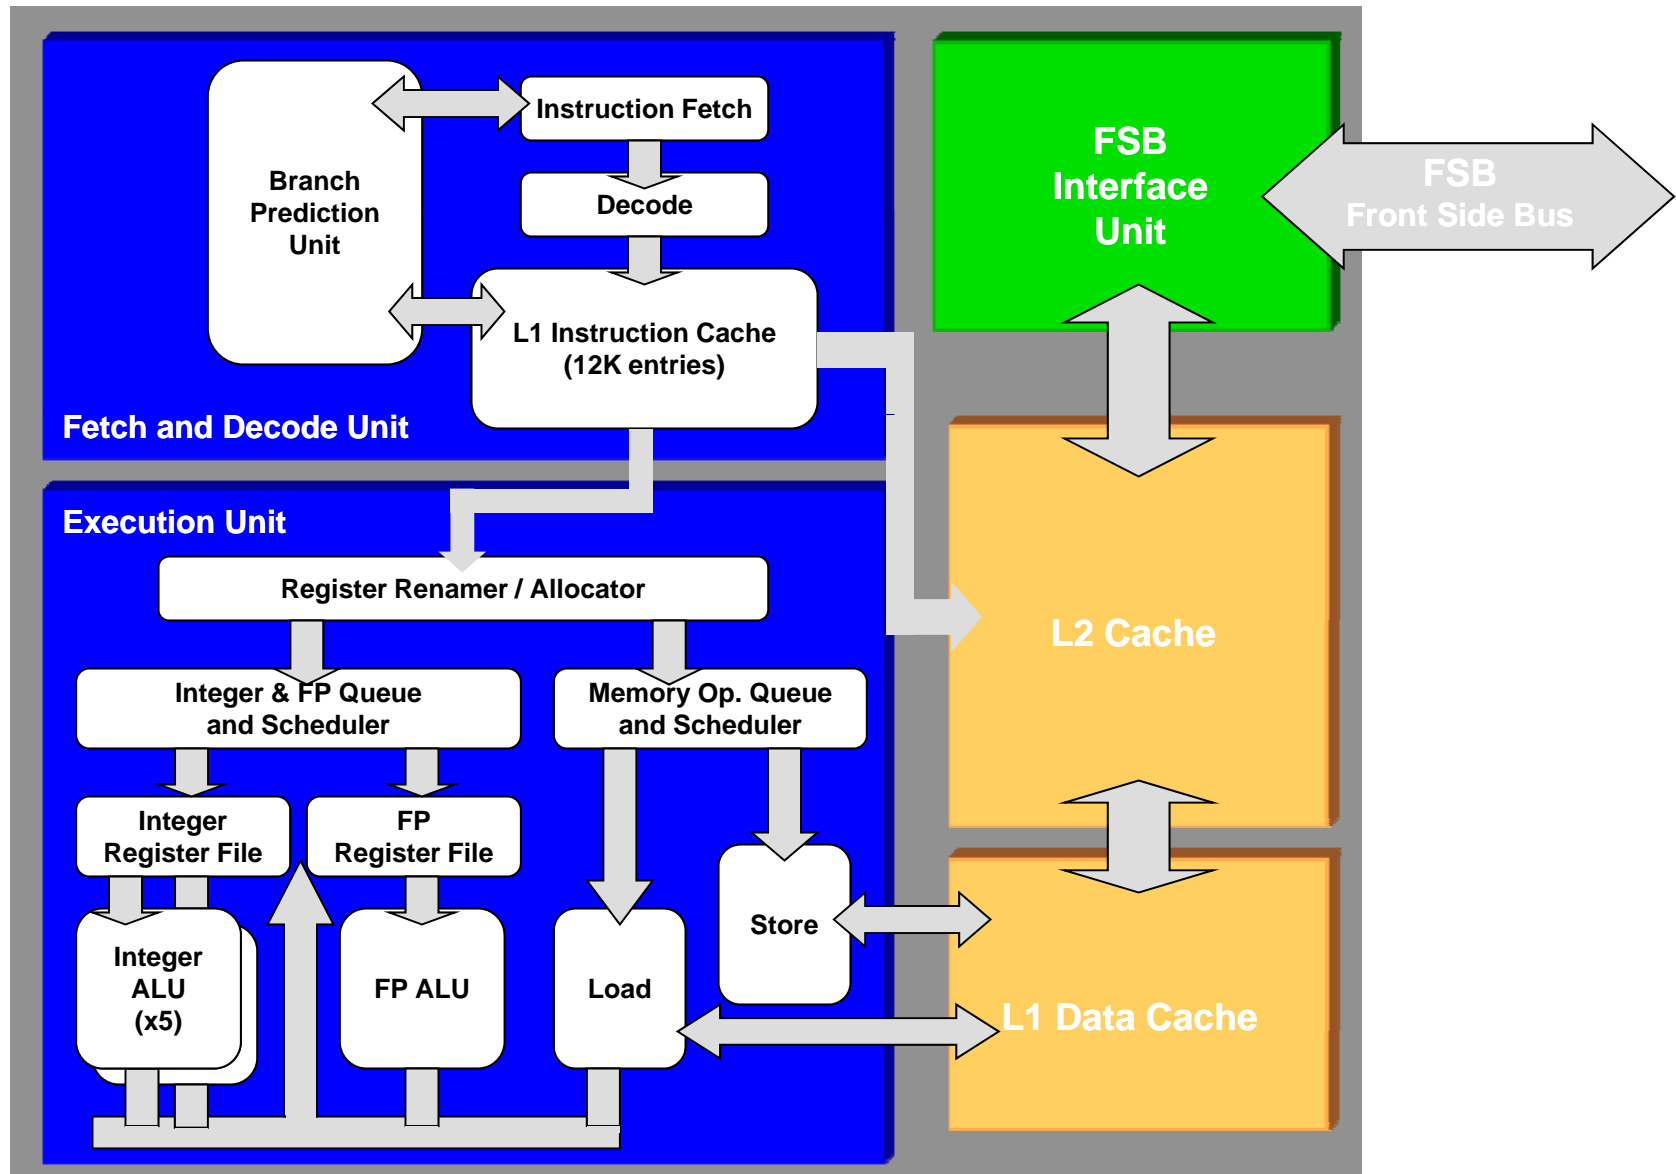 Branch
Prediction
Unit
Instruction Fetch
Decode
L1 Instruction Cache
(12K entries)
Fetch and Decode Unit
FSB
Interface
Unit
FSB
Front Side Bus
Execution Unit
Register Renamer / Allocator
Integer & FP Queue
and Scheduler
Memory Op. Queue
and Scheduler
Integer
Register File
FP
Register File
Integer
ALU
(x5)
FP ALU
Load
Store
L2 Cache
L1 Data Cache